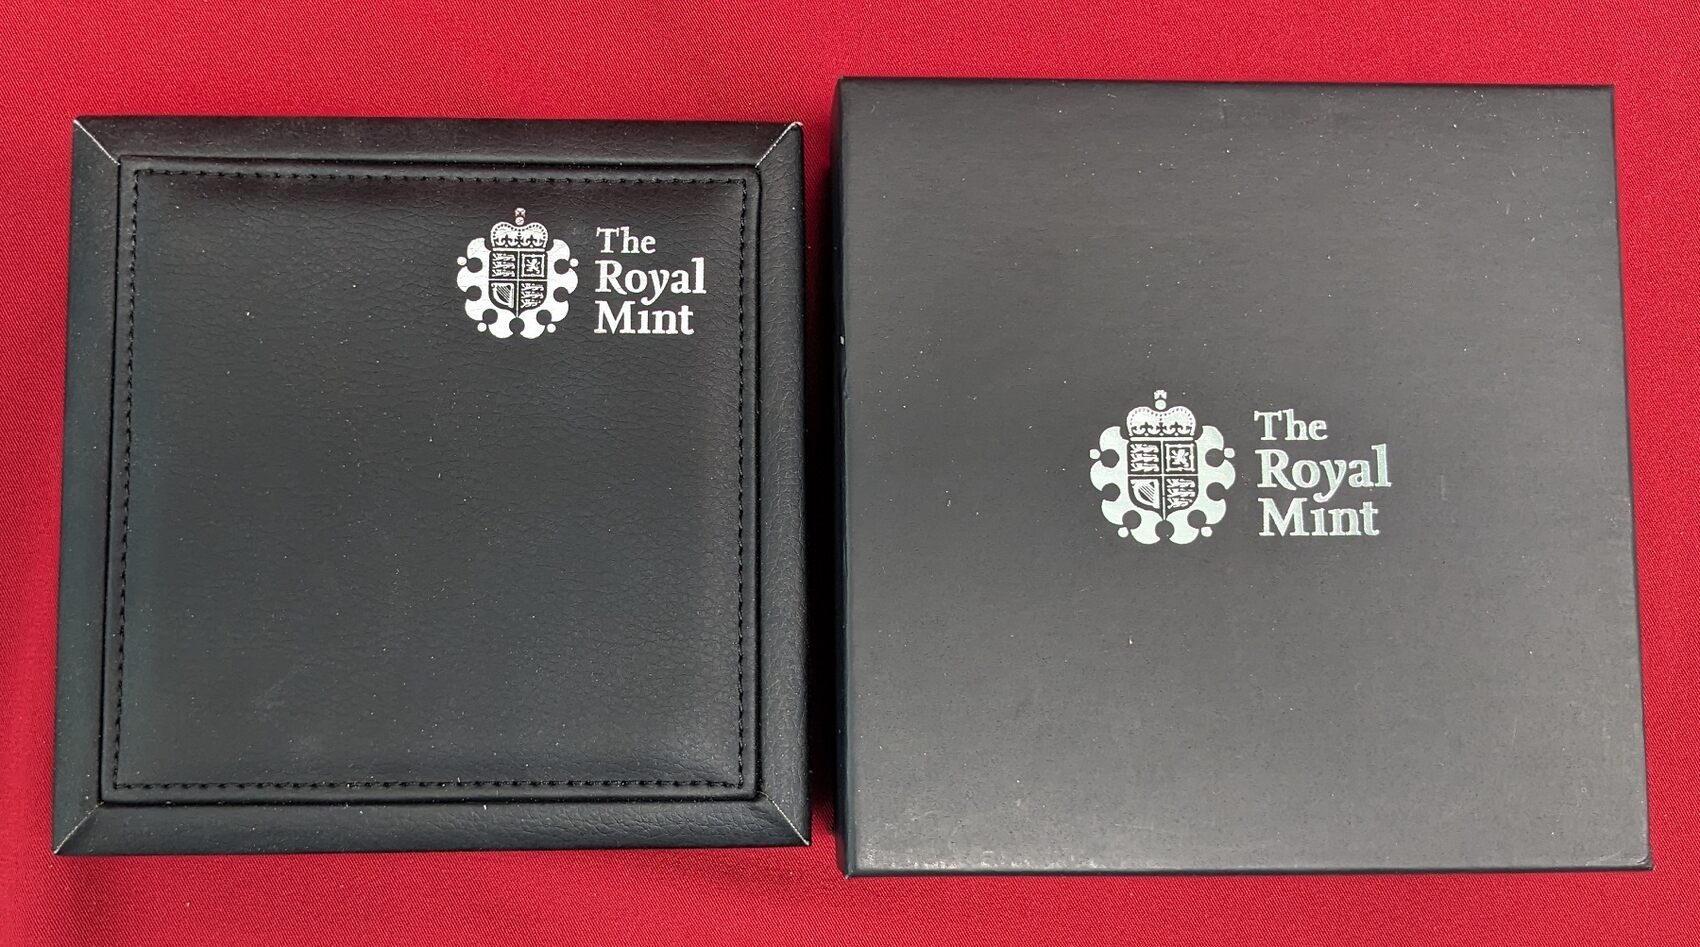 The
Royal
Mint
The
Royal
Mint